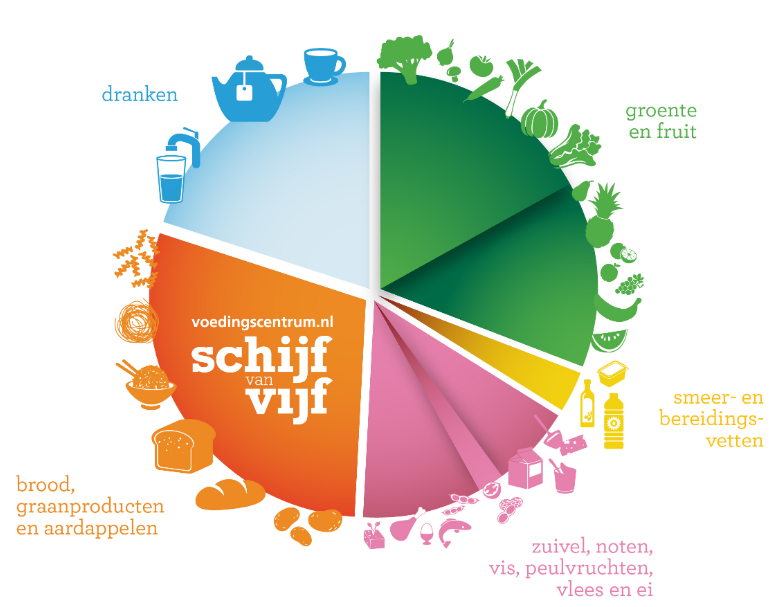 dranken
groente
en fruit
voedingscentrum.nl
schijf
van
vijf
smeer- en
bereidings-
vetten
brood,
graanproducten
en aardappelen
zuivel, noten,
vis, peulvruchten,
vlees en ei